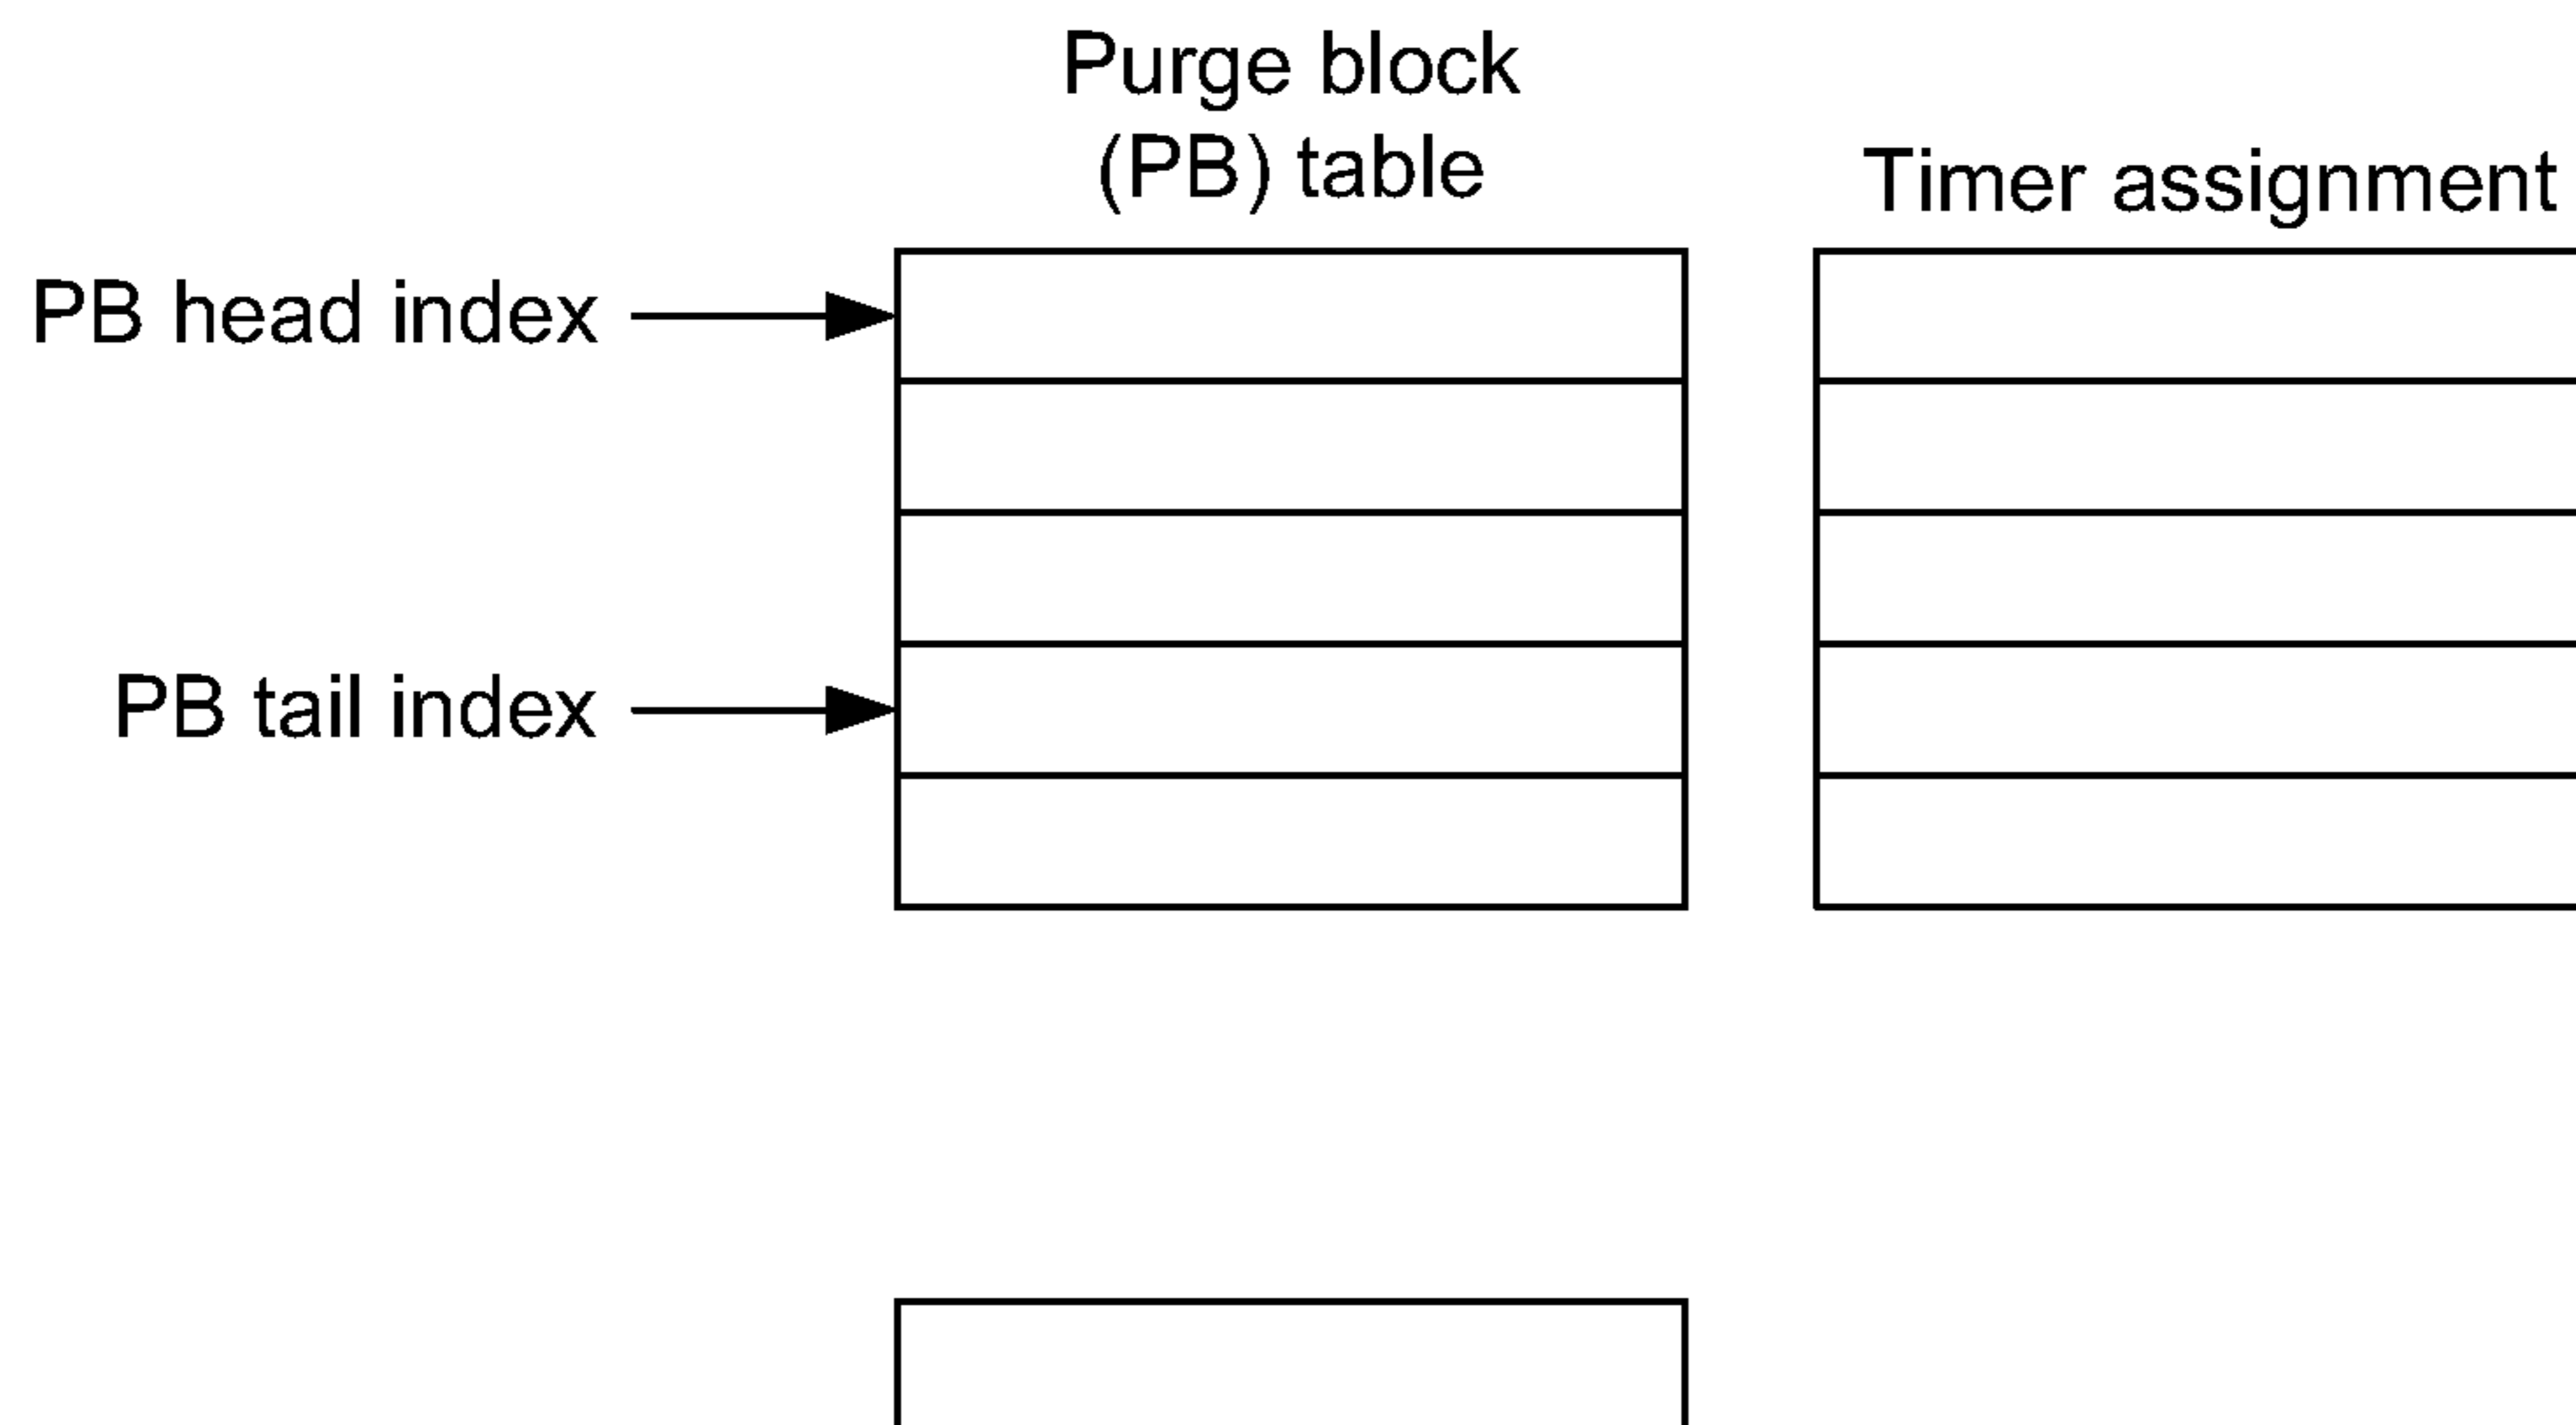 Purge block
(PB) table
Timer assignment
PB head index
PB tail index